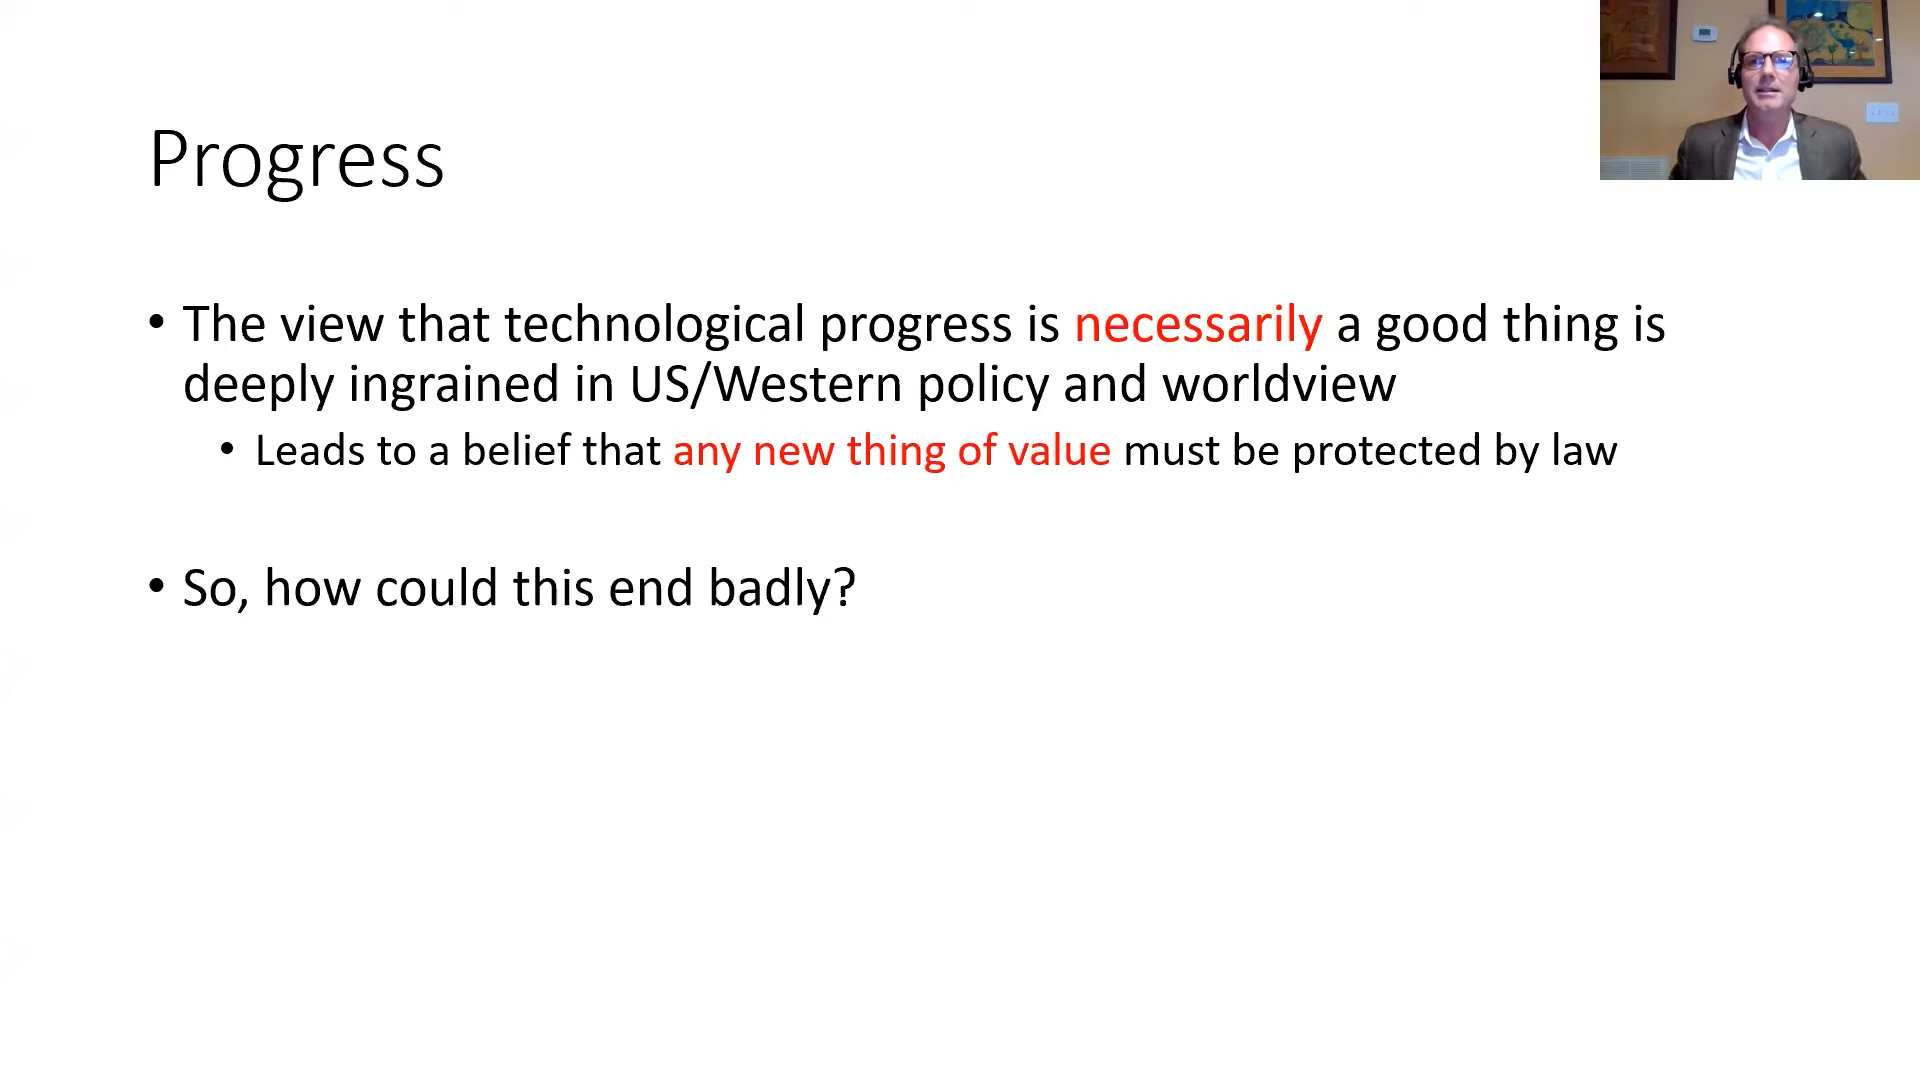 Progress
• The view that technological progress is necessarily a good thing is
deeply ingrained in US/Western policy and worldview
• Leads to a belief that any new thing of value must be protected by law
• So, how could this end badly?